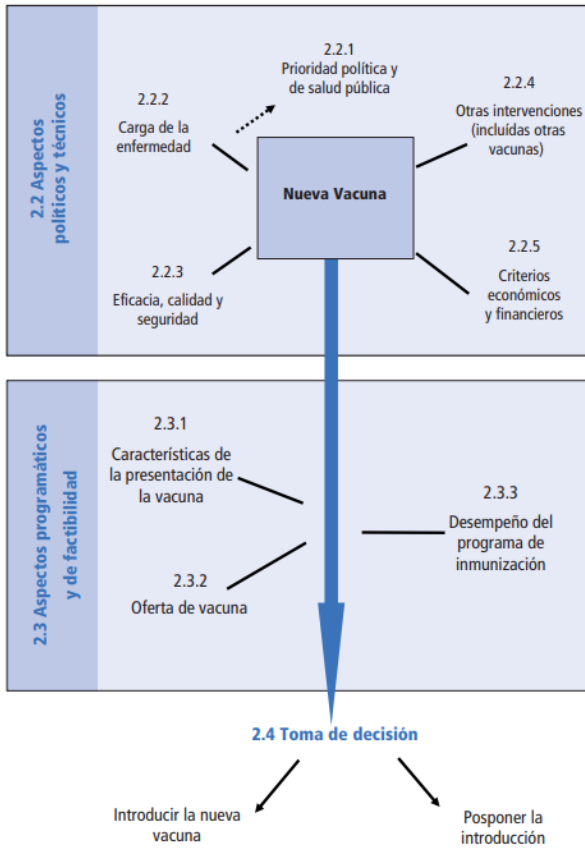 2.2 Aspectos
políticos y técnicos
2.2.1
Prioridad política y
de salud pública
2.2.2
Carga de la
enfermedad
2.2.4
Otras intervenciones
(incluídas otras
vacunas)
Nueva Vacuna
2.2.3
Eficacia, calidad y
seguridad
2.2.5
Criterios
económicos
y financieros
2.3 Aspectos programáticos
y de factibilidad
2.3.1
Características de
la presentación de
la vacuna
2.3.3
Desempeño del
programa de
inmunización
2.3.2
Oferta de vacuna
2.4 Toma de decisión
Introducir la nueva
vacuna
Posponer la
introducción